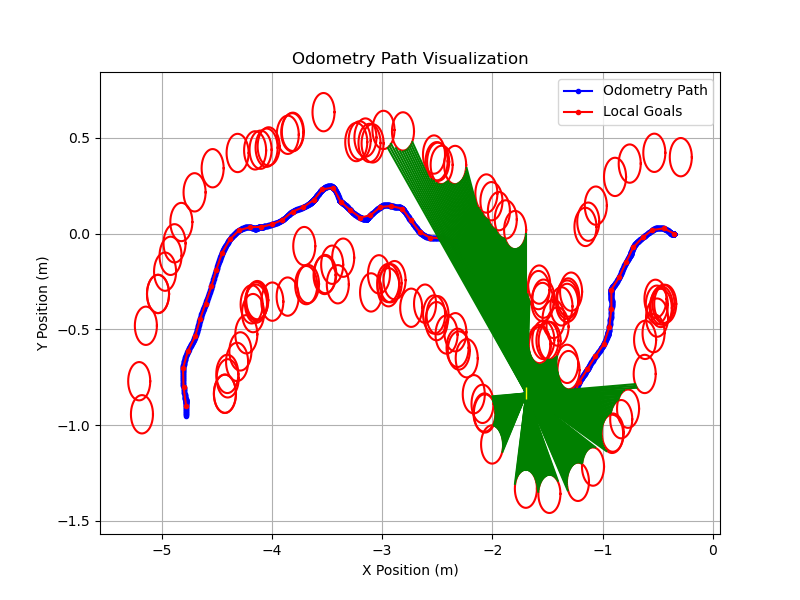 Odometry Path Visualization
Odometry Path
Local Goals
Y Position (m)
0.5
0.0
−0.5
−1.0
−1.5
−5
−4
−3
−2
−1
0
X Position (m)